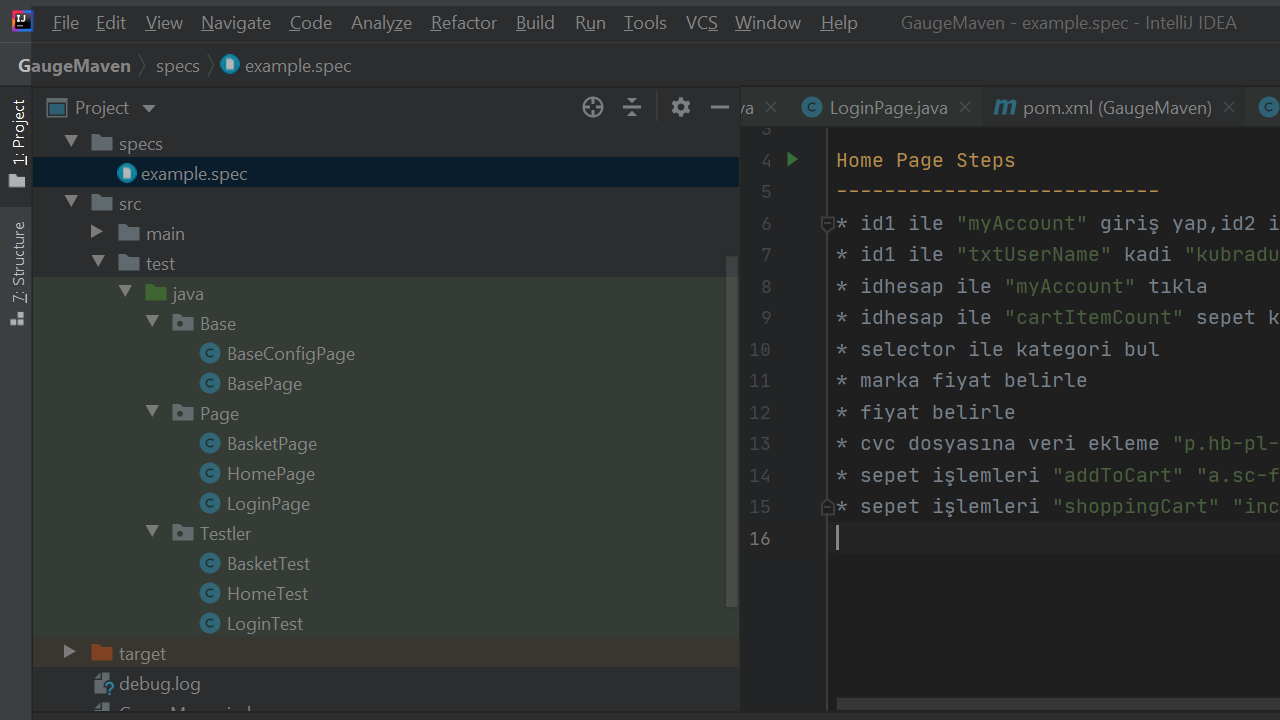 File Edit View Navigate Code Analyze Refactor Build Run Tools VCS Window Help GaugeMaven - example.spec - IntelliJ IDEA
GaugeMaven specs example.spec
1: Project
7: Structure
Project
specs
example.spec
src
main
test
java
Base
BaseConfigPage
BasePage
Page
BasketPage
HomePage
LoginPage
Testler
BasketTest
HomeTest
LoginTest
target
debug.log
va LoginPage.java pom.xml (GaugeMaven)
3
4 Home Page Steps
5 ---------------------------
6 * id1 ile "myAccount" giriş yap,id2 i
7 * id1 ile "txtUserName" kadi "kubradu
8 * idhesap ile "myAccount" tıkla
9 * idhesap ile "cartItemCount" sepet k
10 * selector ile kategori bul
11 * marka fiyat belirle
12 * fiyat belirle
13 * cvc dosyasına veri ekleme "p.hb-pl-
14 * sepet işlemleri "addToCart" "a.sc-f
15 * sepet işlemleri "shoppingCart" "inc
16